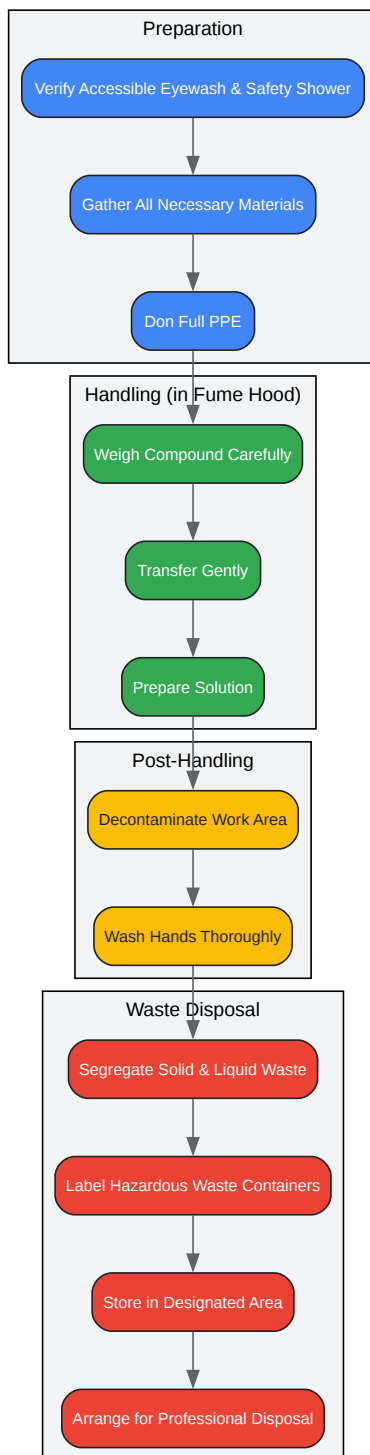 Preparation
Verify Accessible Eyewash & Safety Shower
Gather All Necessary Materials
Don Full PPE
Handling (in Fume Hood)
Weigh Compound Carefully
Transfer Gently
Prepare Solution
Post-Handling
Decontaminate Work Area
Wash Hands Thoroughly
Waste Disposal
Segregate Solid & Liquid Waste
Label Hazardous Waste Containers
Store in Designated Area
Arrange for Professional Disposal